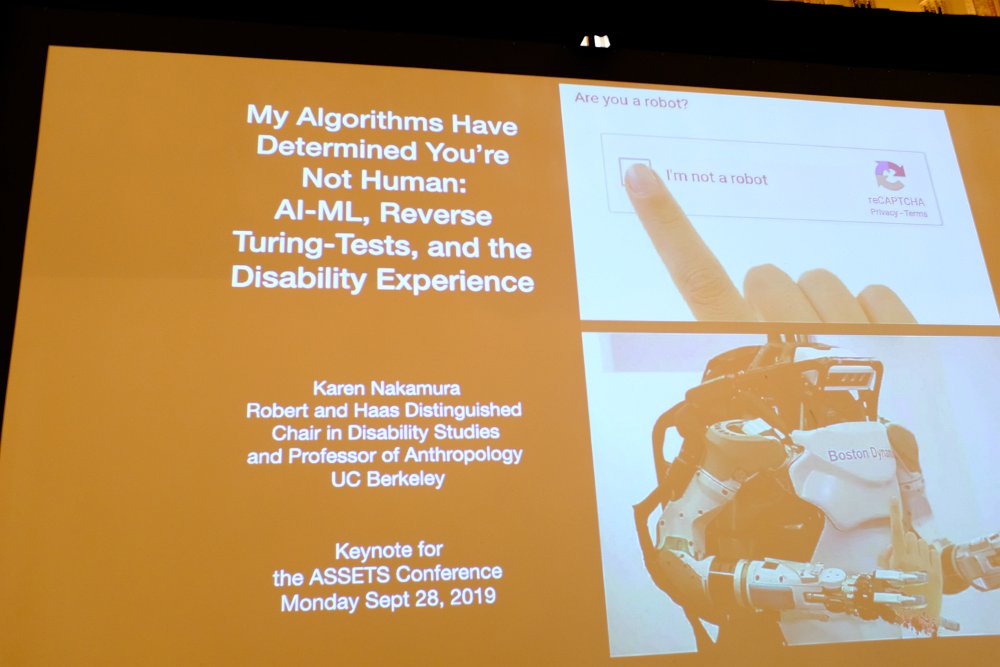 My Algorithms Have
Determined You're
Not Human:
AI-ML, Reverse
Turing-Tests, and the
Disability Experience
Karen Nakamura
Robert and Haas Distinguished
Chair in Disability Studies
and Professor of Anthropology
UC Berkeley
Keynote for
the ASSETS Conference
Monday Sept 28, 2019
Are you a robot?
I'm not a robot
reCAPTCHA
Privacy - Terms
Boston